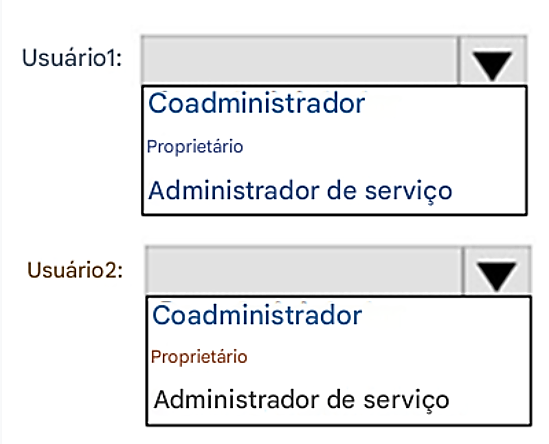 Usuário1:
Coadministrador
Proprietário
Administrador de serviço
Usuário2:
Coadministrador
Proprietário
Administrador de serviço